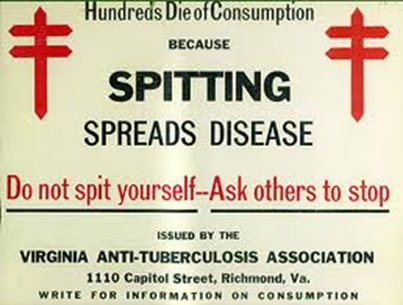 Hundreds Die of Consumption
BECAUSE
SPITTING
SPREADS DISEASE
Do not spit yourself--Ask others to stop
ISSUED BY THE
VIRGINIA ANTI-TUBERCULOSIS ASSOCIATION
1110 Capitol Street, Richmond, Va.
WRITE FOR INFORMATION ON CONSUMPTION